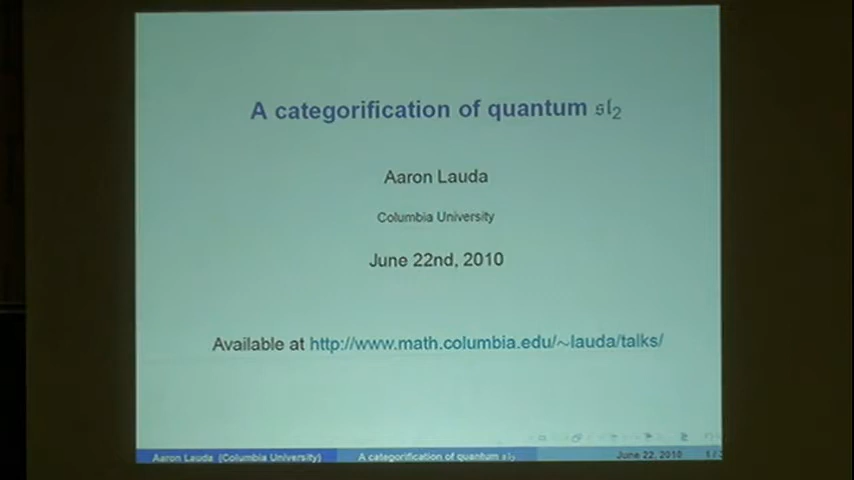 A categorification of quantum 𝔰𝔩₂
Aaron Lauda
Columbia University
June 22nd, 2010
Available at http://www.math.columbia.edu/~lauda/talks/
Aaron Lauda (Columbia University) A categorification of quantum 𝔰𝔩₂ June 22, 2010 1 /